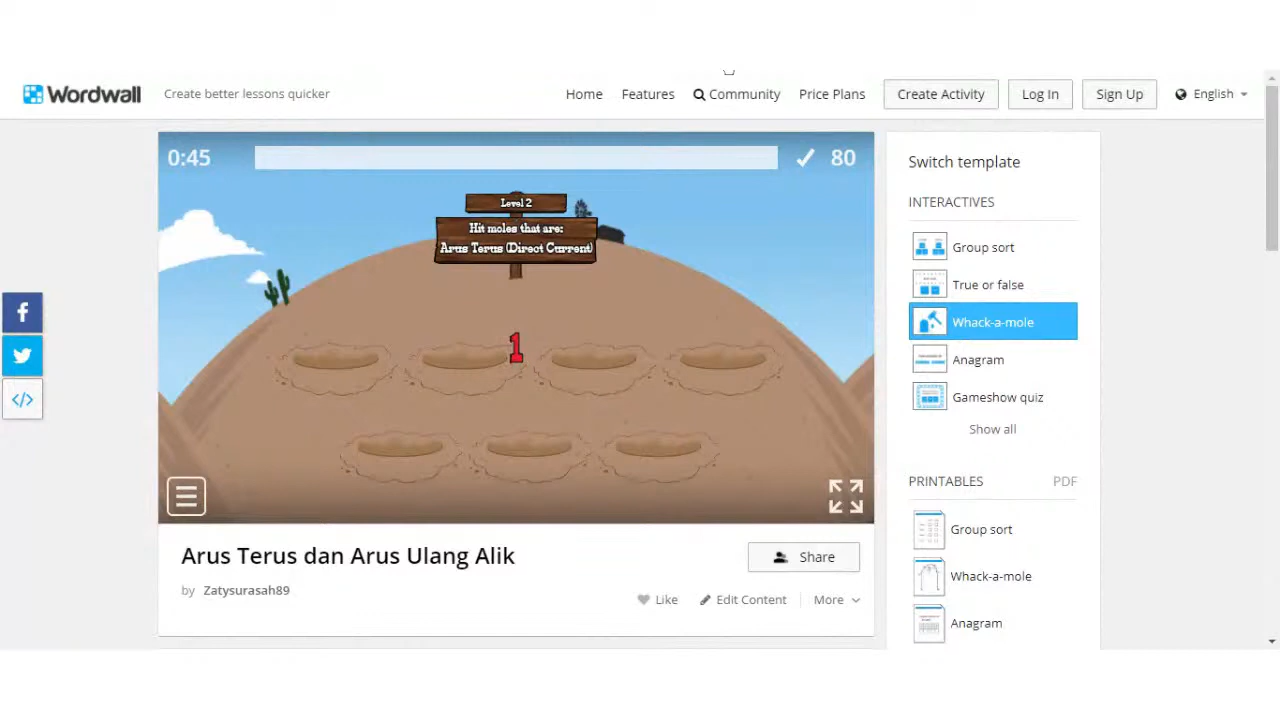 Wordwall
Create better lessons quicker
Home
Features
Community
Price Plans
Create Activity
Log In
Sign Up
English
0:45
80
Level 2
Hit moles that are:
Arus Terus (Direct Current)
1
Switch template
INTERACTIVES
Group sort
True or false
Whack-a-mole
Anagram
Gameshow quiz
Show all
PRINTABLES PDF
Group sort
Whack-a-mole
Anagram
Arus Terus dan Arus Ulang Alik
Share
by Zatysurasah89
Like
Edit Content
More